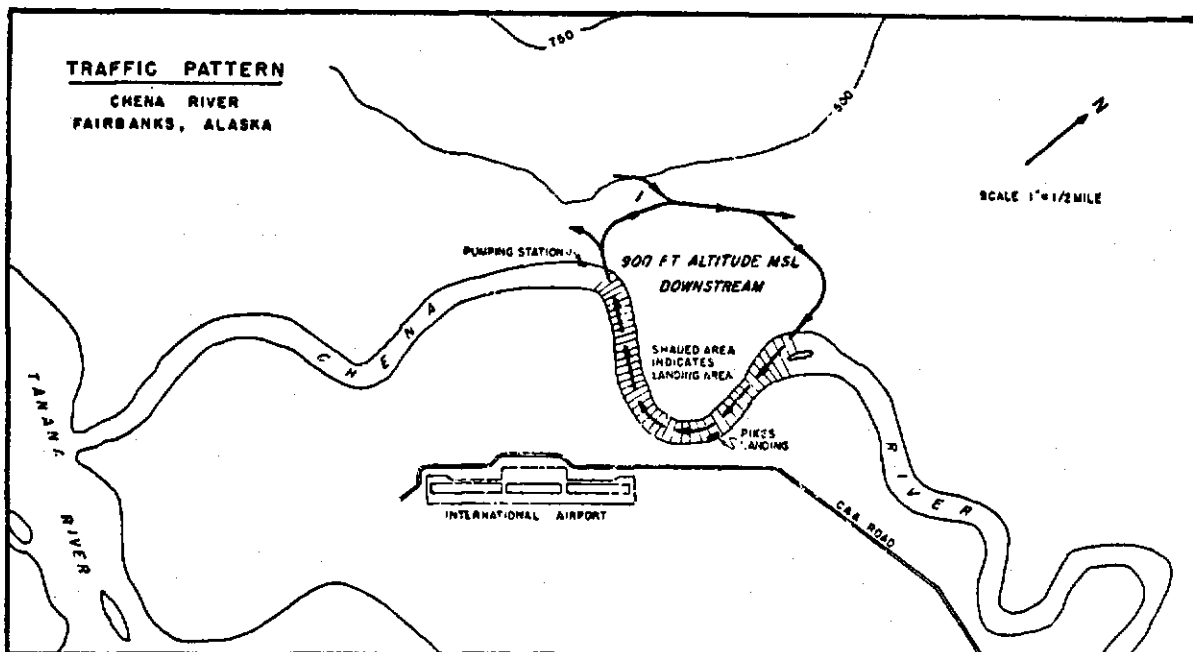 TRAFFIC PATTERN
CHENA RIVER
FAIRBANKS, ALASKA
750
500
N
SCALE 1"=1/2 MILE
PUMPING STATION
900 FT ALTITUDE MSL
DOWNSTREAM
CHENA
SHADED AREA
INDICATES
LANDING AREA
PIKES
LANDING
RIVER
TANANA
RIVER
INTERNATIONAL AIRPORT
CAA ROAD